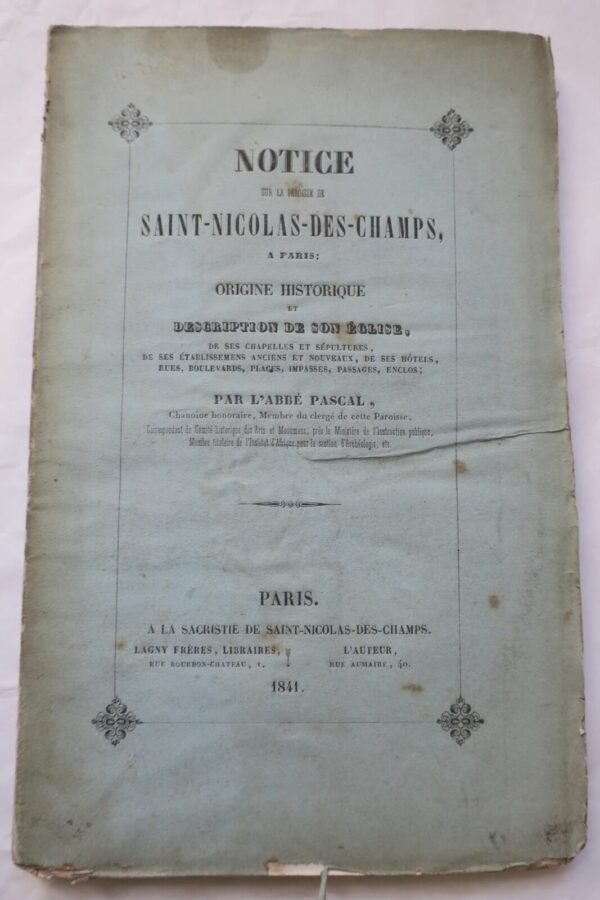 NOTICE
SUR LA PAROISSE DE
SAINT-NICOLAS-DES-CHAMPS,
A PARIS;
ORIGINE HISTORIQUE
ET
DESCRIPTION DE SON ÉGLISE,
DE SES CHAPELLES ET SÉPULTURES,
DE SES ÉTABLISSEMENS ANCIENS ET NOUVEAUX, DE SES HÔTELS,
RUES, BOULEVARDS, PLACES, IMPASSES, PASSAGES, ENCLOS;
PAR L'ABBÉ PASCAL,
Chanoine honoraire, Membre du clergé de cette Paroisse,
Correspondant du Comité historique des Arts et Monumens, près le Ministère de l'Instruction publique,
Membre titulaire de l'Institut d'Afrique pour la section d'Archéologie, etc.
PARIS.
A LA SACRISTIE DE SAINT-NICOLAS-DES-CHAMPS.
LAGNY FRÈRES, LIBRAIRES, L'AUTEUR,
RUE BOURBON-CHATEAU, 1. RUE AUMAIRE, 40.
1841.